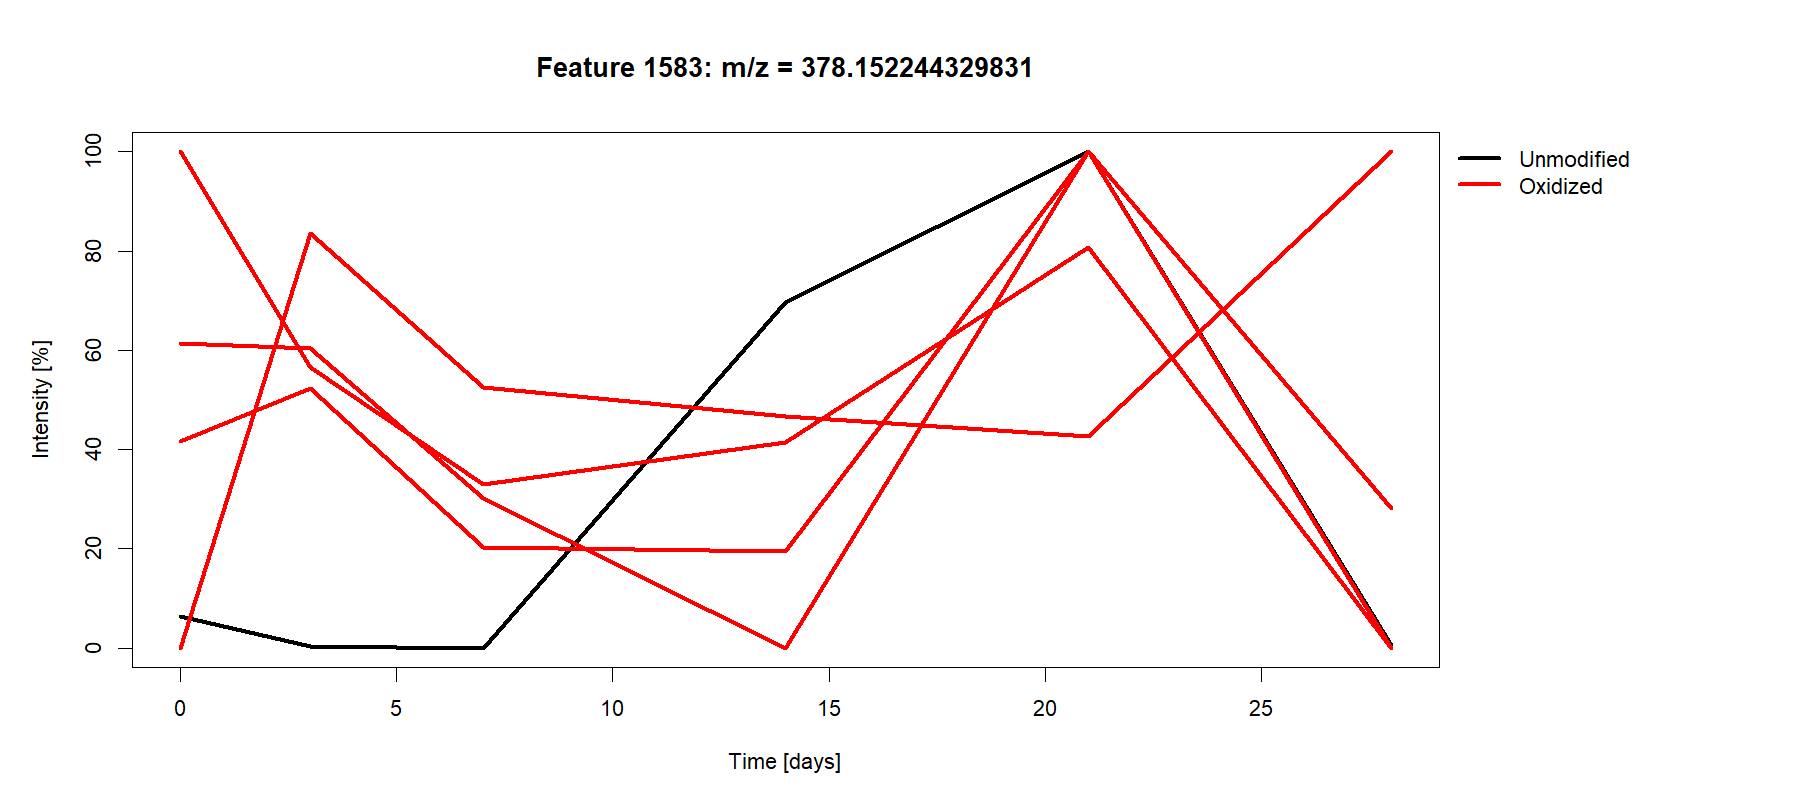 Feature 1583: m/z = 378.152244329831
Unmodified
Oxidized
100
80
60
40
20
0
Intensity [%]
0 5 10 15 20 25
Time [days]